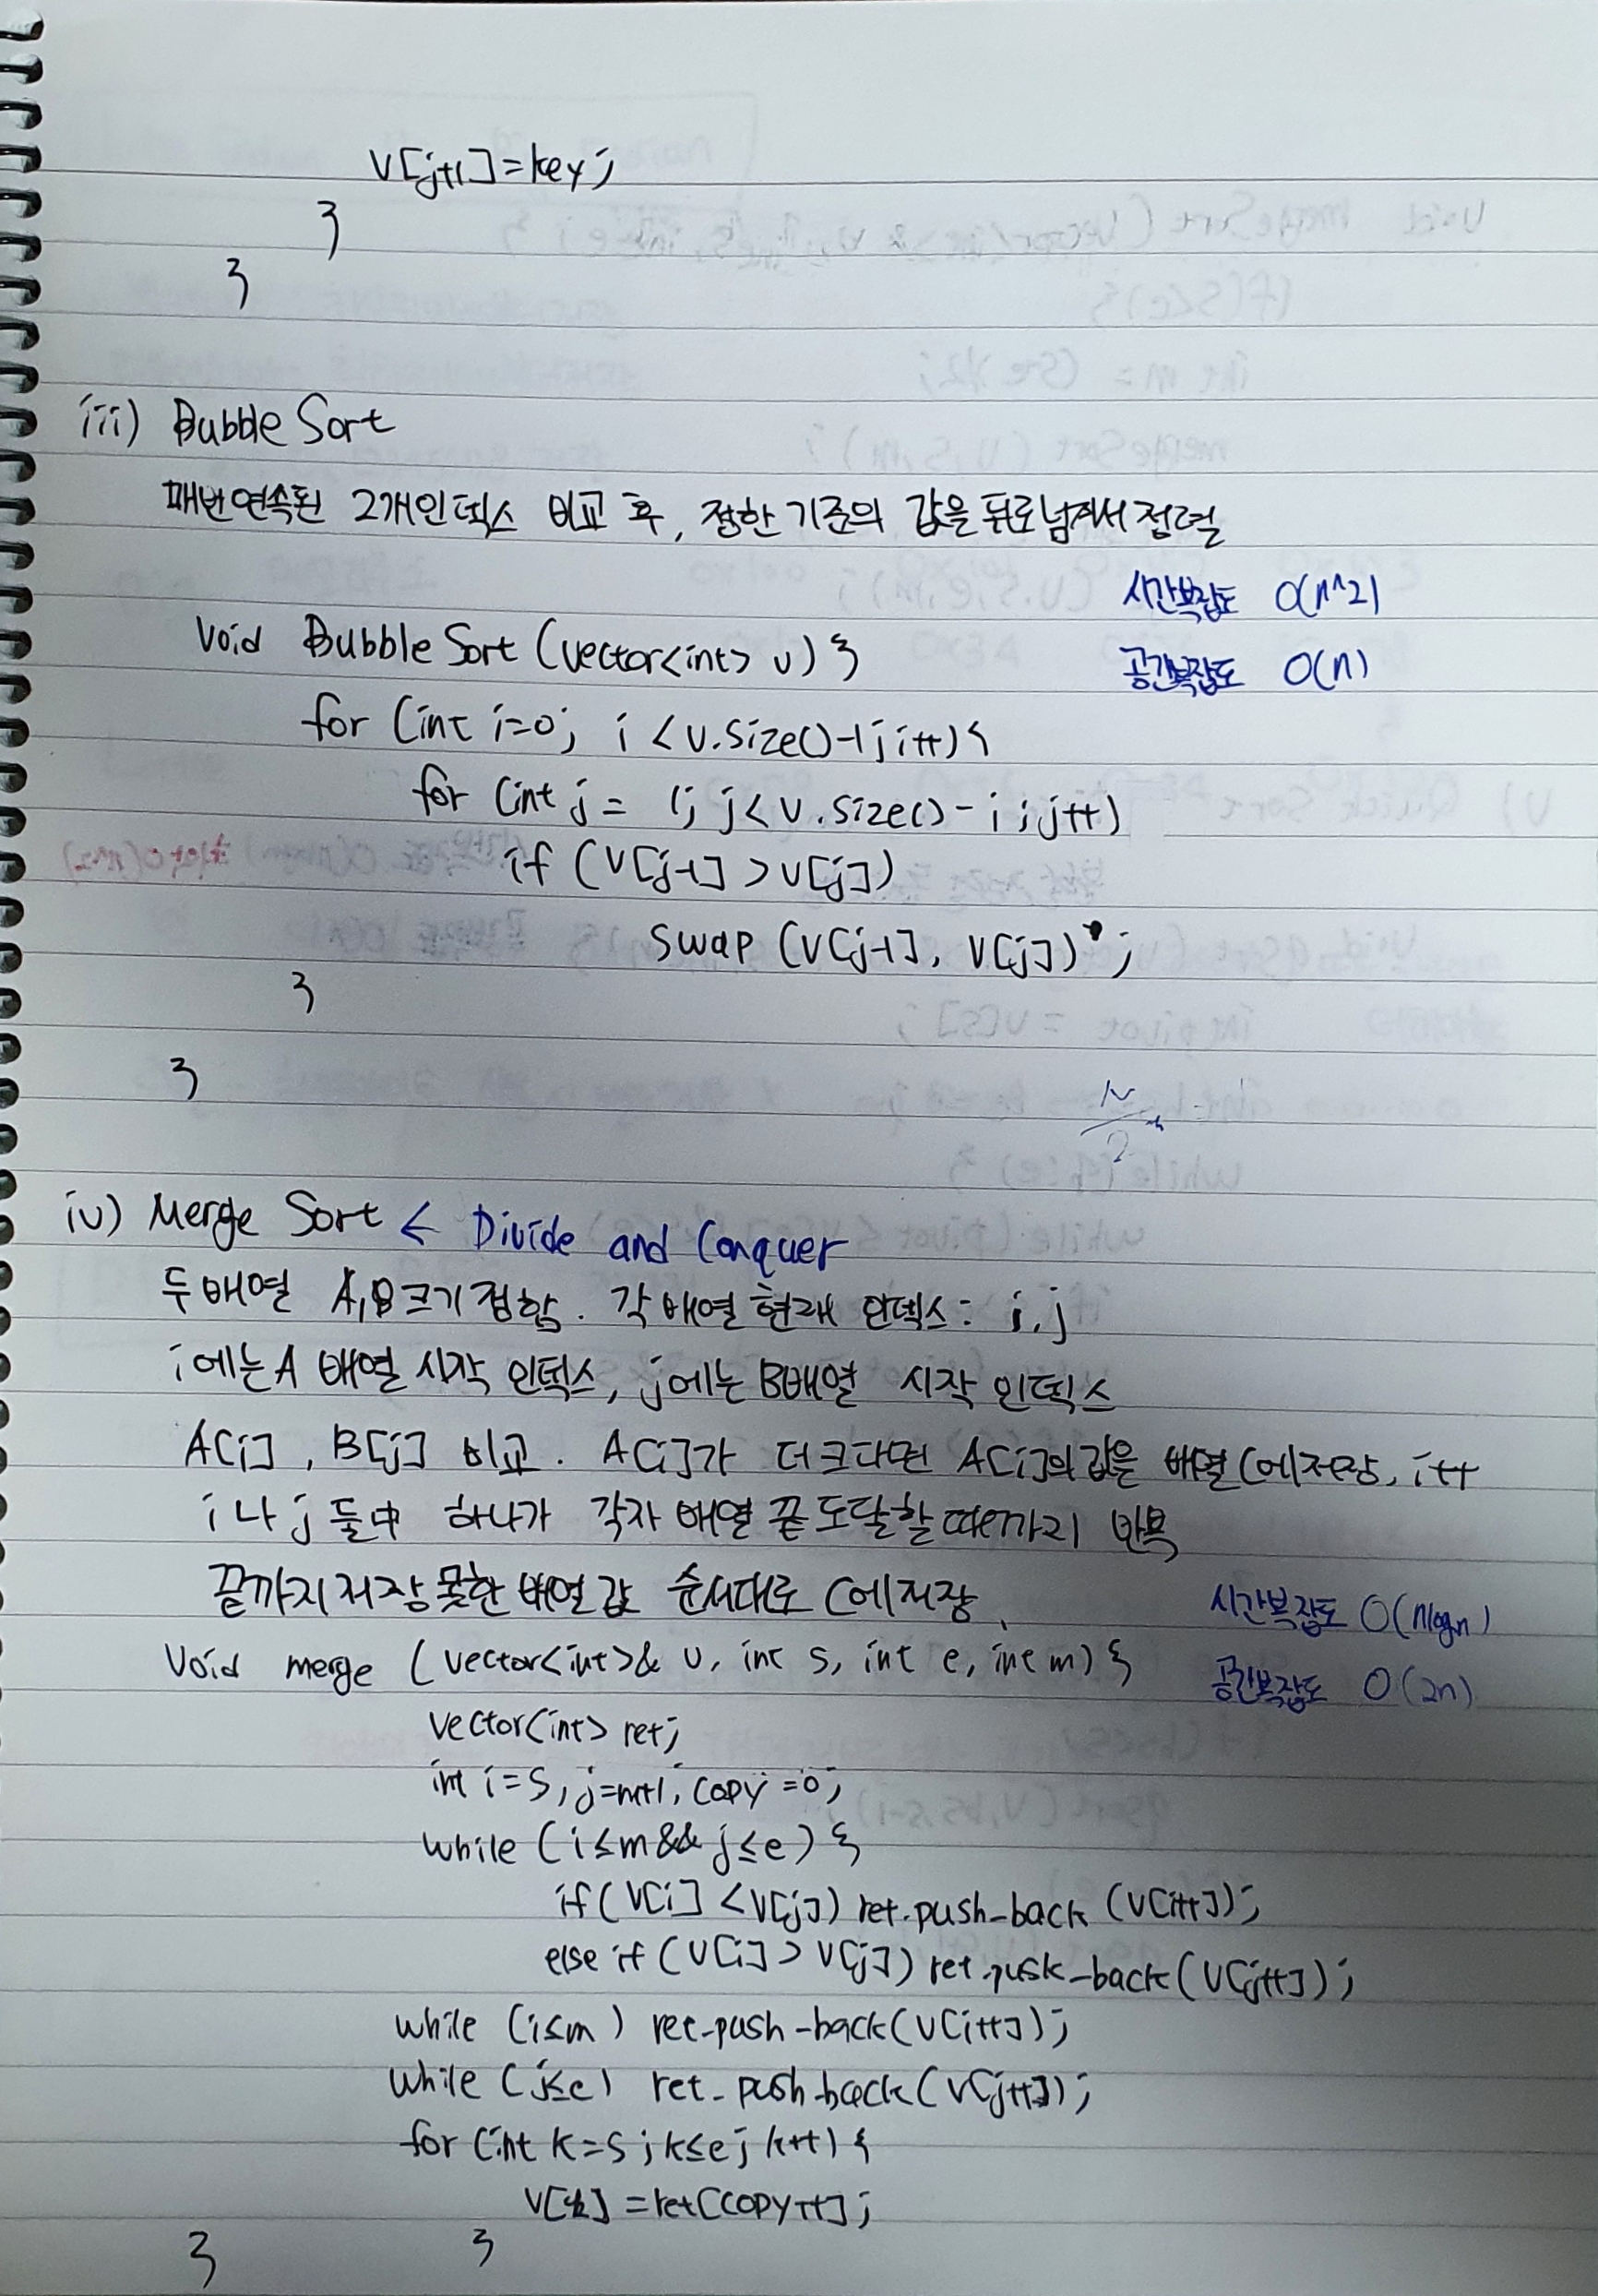 v[j+1]=key;
}
}
iii) Bubble Sort
매번 연속된 2개 인덱스 비교 후, 정한 기준의 값을 뒤로 넘겨서 정렬
시간복잡도 O(n^2)
void BubbleSort (vector<int> v) {
공간복잡도 O(n)
for (int i=0; i < v.size()-1; i++) {
for (int j = 1; j < v.size() - i ; j++)
if (v[j-1] > v[j])
swap (v[j-1], v[j]) ;
}
}
N/2
iv) Merge Sort ← Divide and Conquer
두 배열 A,B 크기 정함. 각 배열 현재 인덱스 : i, j
i에는 A 배열 시작 인덱스, j에는 B배열 시작 인덱스
A[i] , B[j] 비교. A[i]가 더 크다면 A[i]의 값을 배열 C에 저장, i++
i나 j 둘中 하나가 각자 배열 끝 도달할 때까지 반복
끝까지 저장 못한 배열 값 순서대로 C에 저장.
시간복잡도 O(nlogn)
void merge (vector<int>& v, int s, int e, int m) {
공간복잡도 O(2n)
vector<int> ret;
int i=s, j=m+1, copy=0;
while (i≤m && j≤e) {
if (v[i] < v[j]) ret.push_back (v[i++]);
else if (v[i] > v[j]) ret.push_back (v[j++]);
while (i≤m) ret.push_back(v[i++]);
while (j≤e) ret.push_back(v[j++]);
for (int k=s ; k≤e ; k++) {
v[k] = ret[copy++];
} }